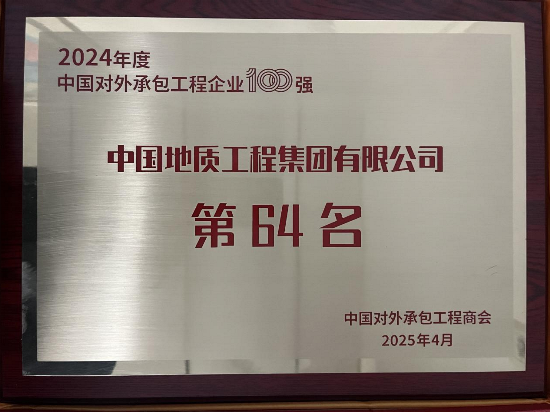 2024年度
中国对外承包工程企业100强
中国地质工程集团有限公司
第64名
中国对外承包工程商会
2025年4月